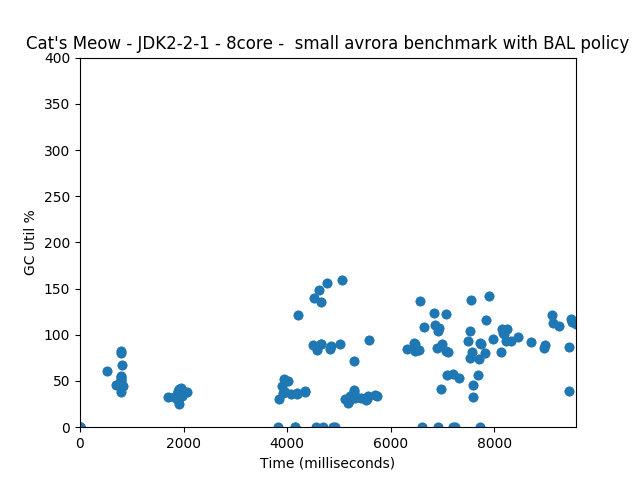 Cat's Meow - JDK2-2-1 - 8core -  small avrora benchmark with BAL policy
400
350
300
250
200
150
100
50
0
GC Util %
0 2000 4000 6000 8000
Time (milliseconds)